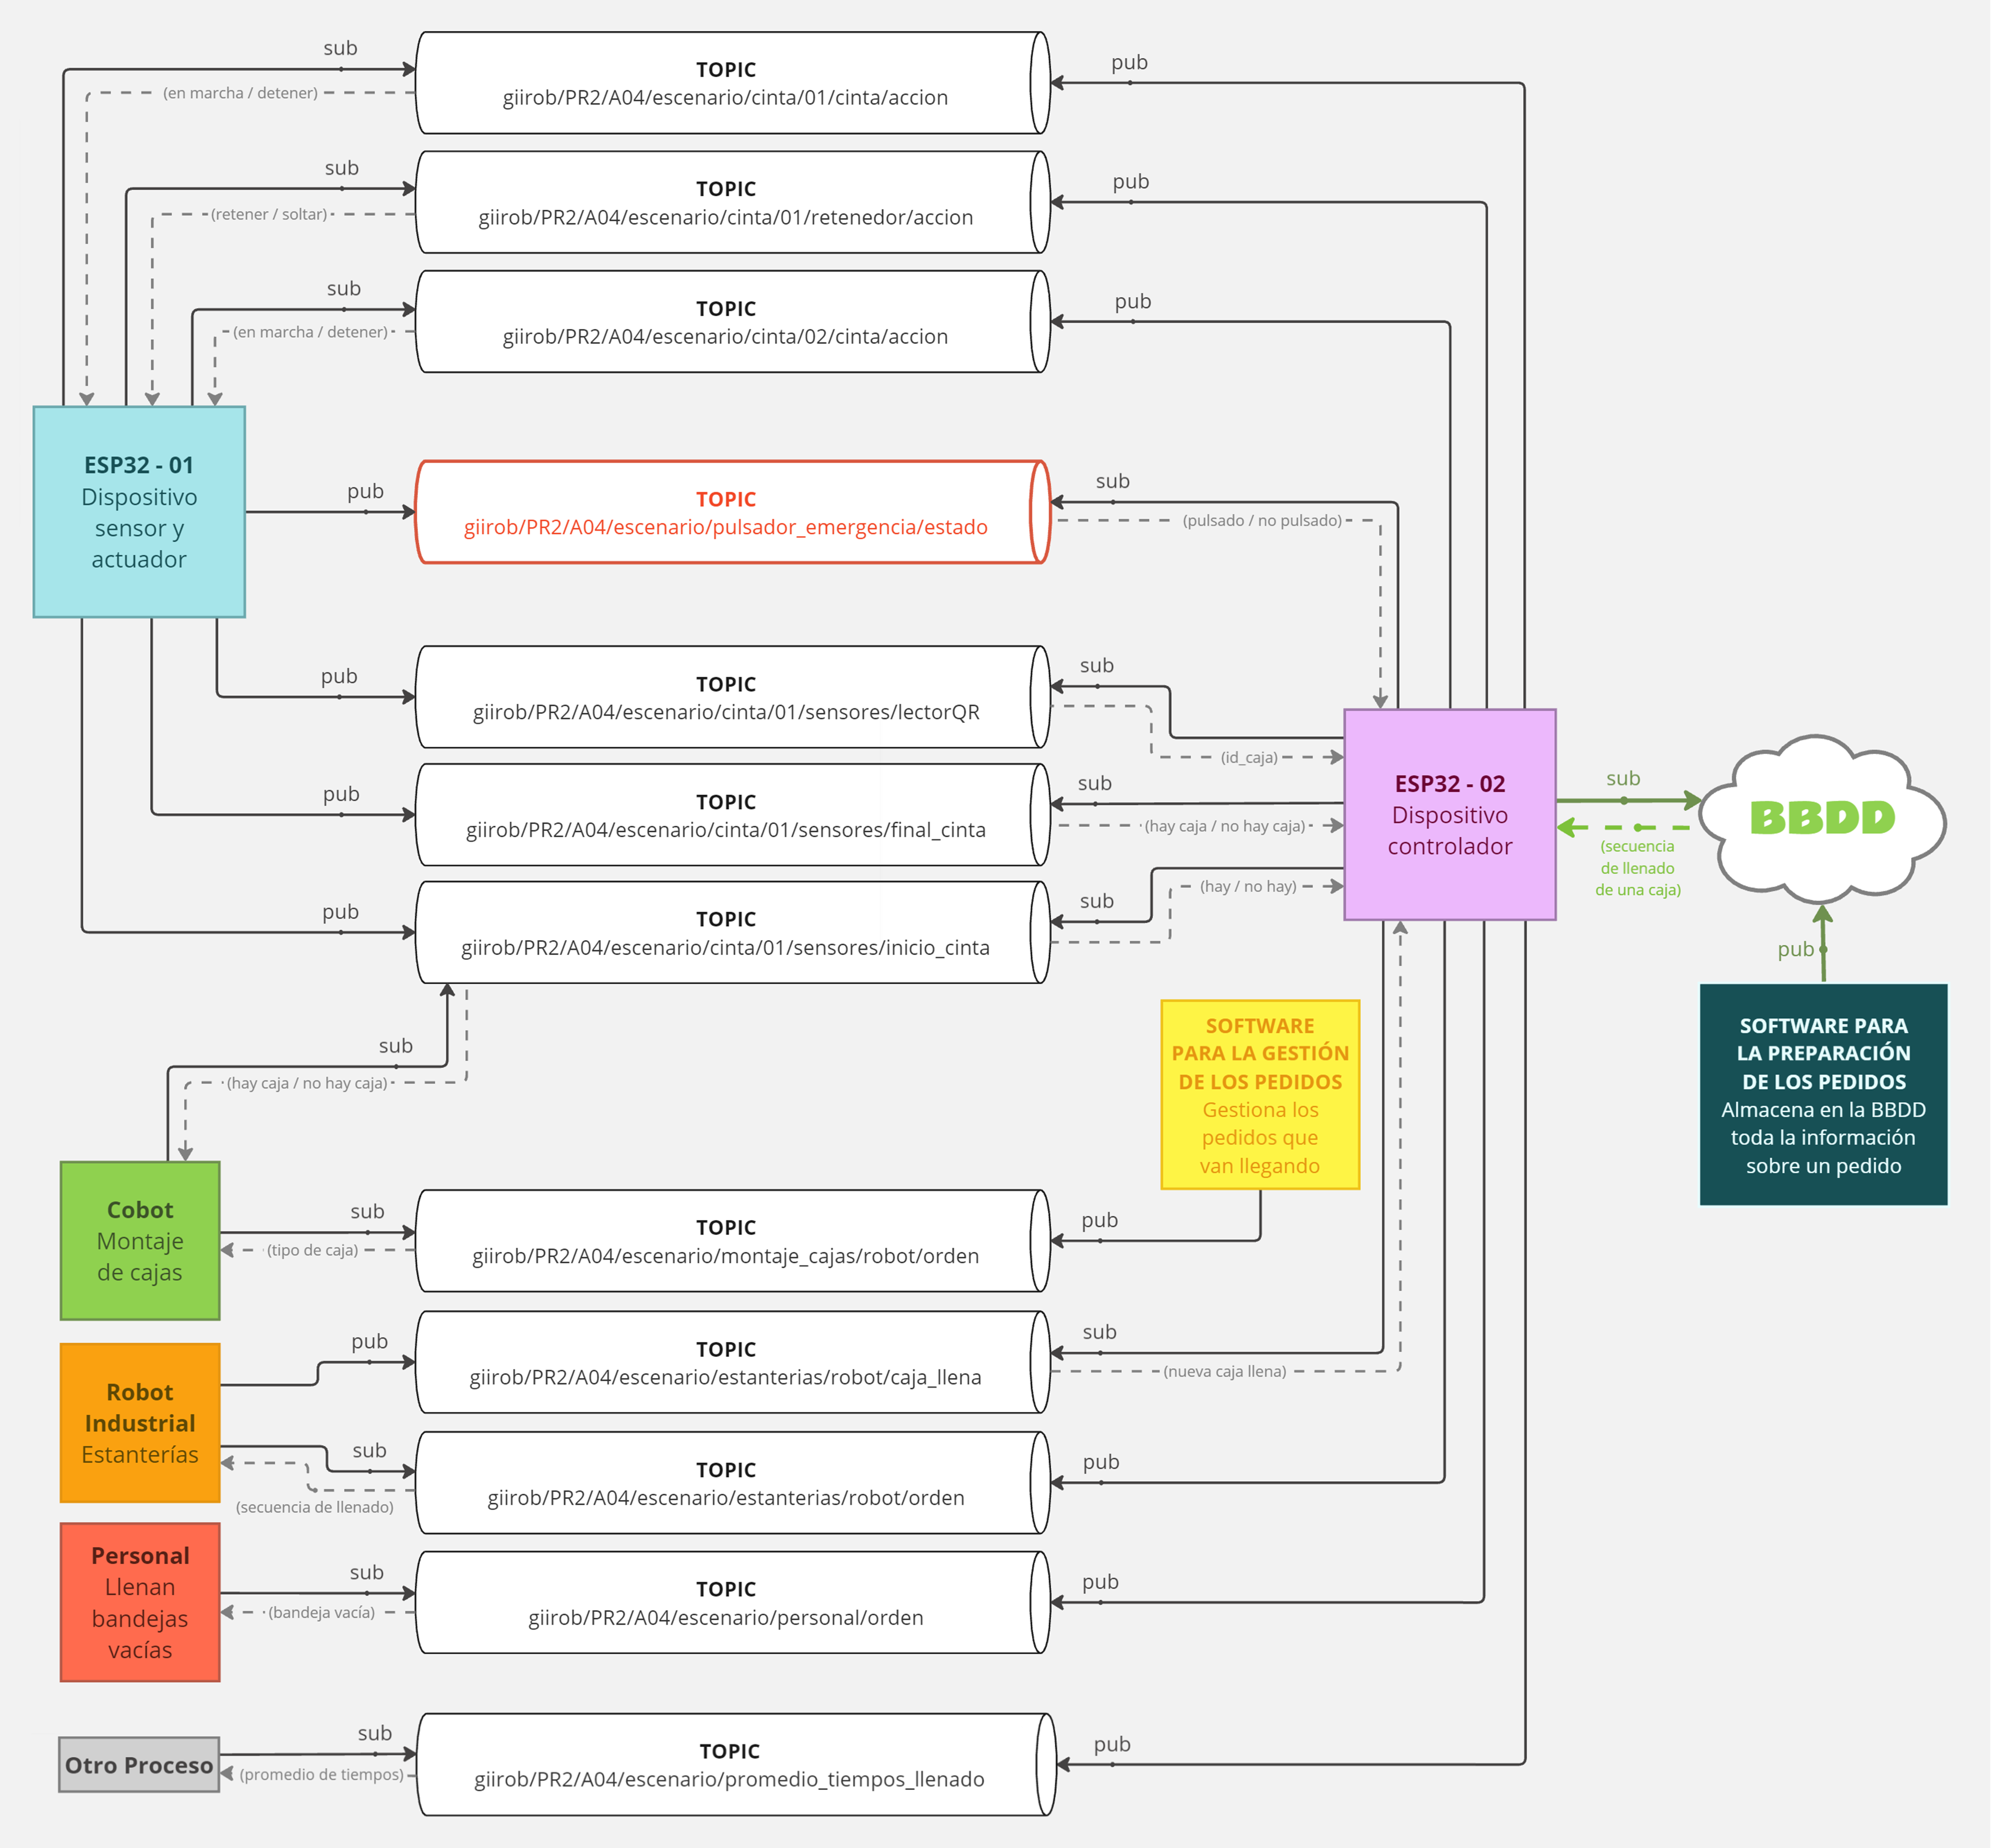 sub
pub
TOPIC
giirob/PR2/A04/escenario/cinta/01/cinta/accion
(en marcha / detener)
sub
pub
TOPIC
giirob/PR2/A04/escenario/cinta/01/retenedor/accion
(retener / soltar)
sub
pub
TOPIC
giirob/PR2/A04/escenario/cinta/02/cinta/accion
(en marcha / detener)
ESP32 - 01
Dispositivo
sensor y
actuador
pub
sub
TOPIC
giirob/PR2/A04/escenario/pulsador_emergencia/estado
(pulsado / no pulsado)
pub
sub
TOPIC
giirob/PR2/A04/escenario/cinta/01/sensores/lectorQR
(id_caja)
pub
sub
TOPIC
giirob/PR2/A04/escenario/cinta/01/sensores/final_cinta
(hay caja / no hay caja)
pub
sub
TOPIC
giirob/PR2/A04/escenario/cinta/01/sensores/inicio_cinta
(hay / no hay)
ESP32 - 02
Dispositivo
controlador
sub
BBDD
(secuencia
de llenado
de una caja)
pub
SOFTWARE PARA
LA PREPARACIÓN
DE LOS PEDIDOS
Almacena en la BBDD
toda la información
sobre un pedido
SOFTWARE
PARA LA GESTIÓN
DE LOS PEDIDOS
Gestiona los
pedidos que
van llegando
sub
(hay caja / no hay caja)
Cobot
Montaje
de cajas
sub
(tipo de caja)
TOPIC
giirob/PR2/A04/escenario/montaje_cajas/robot/orden
pub
Robot
Industrial
Estanterías
pub
TOPIC
giirob/PR2/A04/escenario/estanterias/robot/caja_llena
sub
(nueva caja llena)
sub
(secuencia de llenado)
TOPIC
giirob/PR2/A04/escenario/estanterias/robot/orden
pub
Personal
Llenan
bandejas
vacías
sub
(bandeja vacía)
TOPIC
giirob/PR2/A04/escenario/personal/orden
pub
Otro Proceso
sub
(promedio de tiempos)
TOPIC
giirob/PR2/A04/escenario/promedio_tiempos_llenado
pub